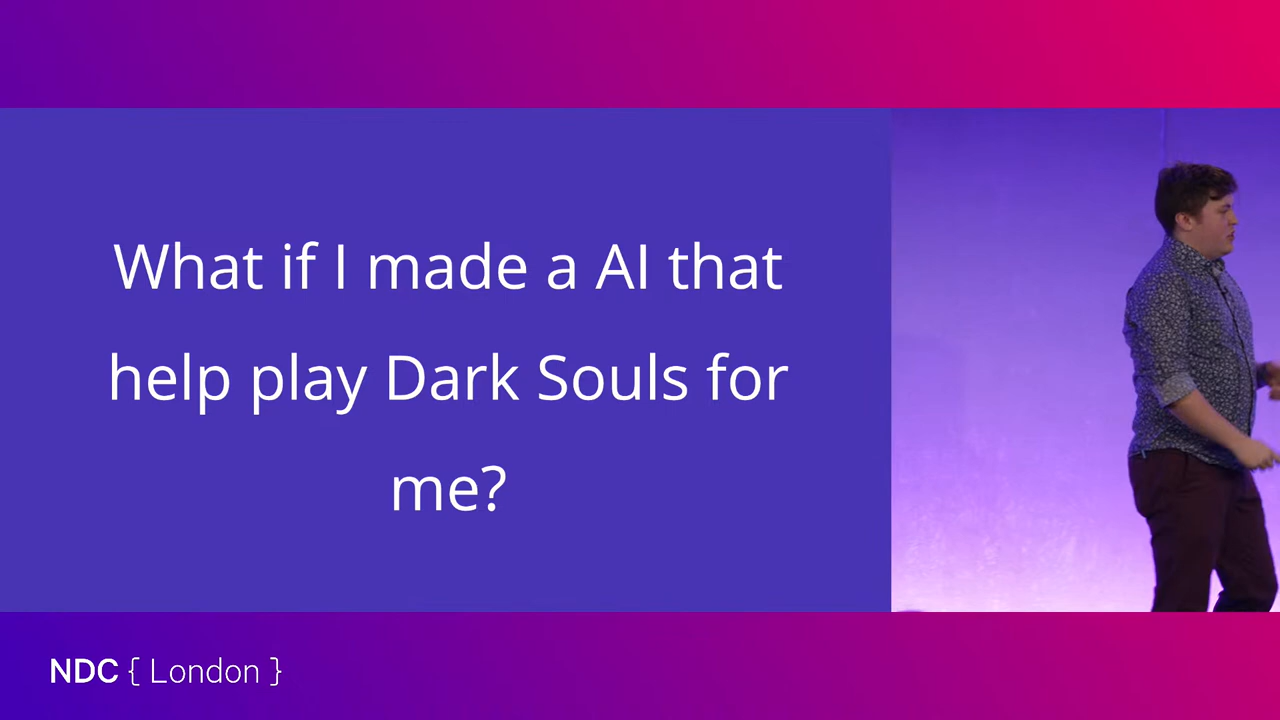 What if I made a AI that
help play Dark Souls for
me?
NDC { London }